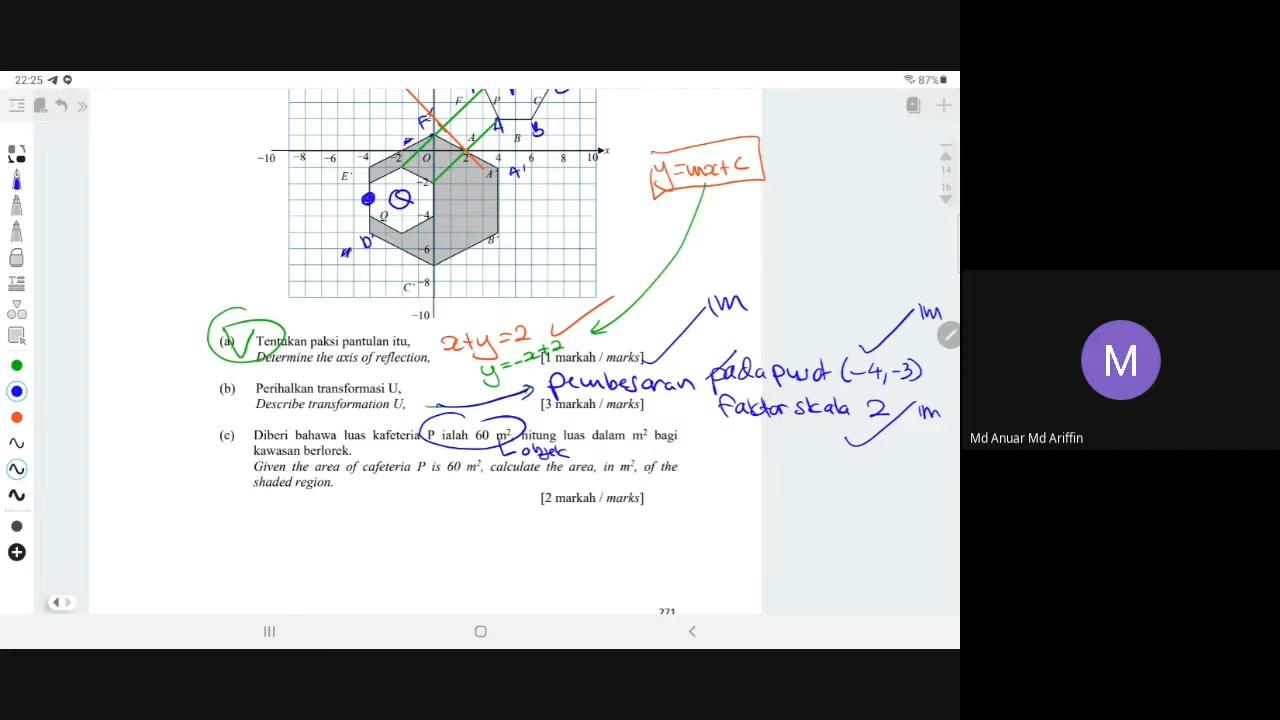 22:25
87%
F P C
F' A B
A B
-10 -8 -6 -4 -2 O 2 4 6 8 10 x
E' A' A'
-2
Q
Q -4
D' B'
-6
C' -8
-10
y=mx+c
14
16
1M
1M
(a) Tentukan paksi pantulan itu, x+y=2
Determine the axis of reflection, [1 markah / marks]
y=-x+2
pembesaran pada pusat (-4,-3)
(b) Perihalkan transformasi U,
Describe transformation U, [3 markah / marks]
faktor skala 2 1M
(c) Diberi bahawa luas kafeteria P ialah 60 m², hitung luas dalam m² bagi
kawasan berlorek. objek
Given the area of cafeteria P is 60 m², calculate the area, in m², of the
shaded region.
[2 markah / marks]
271
M
Md Anuar Md Ariffin